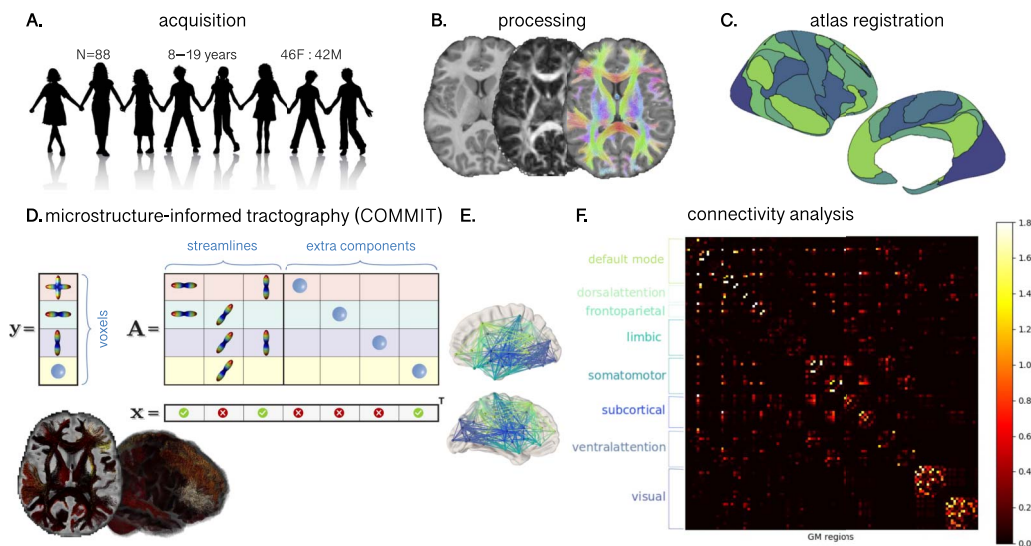 A.
acquisition
N=88
8–19 years
46F : 42M
B.
processing
C.
atlas registration
D. microstructure-informed tractography (COMMIT)
streamlines
extra components
y=
voxels
A=
x =
T
E.
F.
connectivity analysis
default mode
dorsalattention
frontoparietal
limbic
somatomotor
subcortical
ventralattention
visual
GM regions
1.8
1.6
1.4
1.2
1.0
0.8
0.6
0.4
0.2
0.0